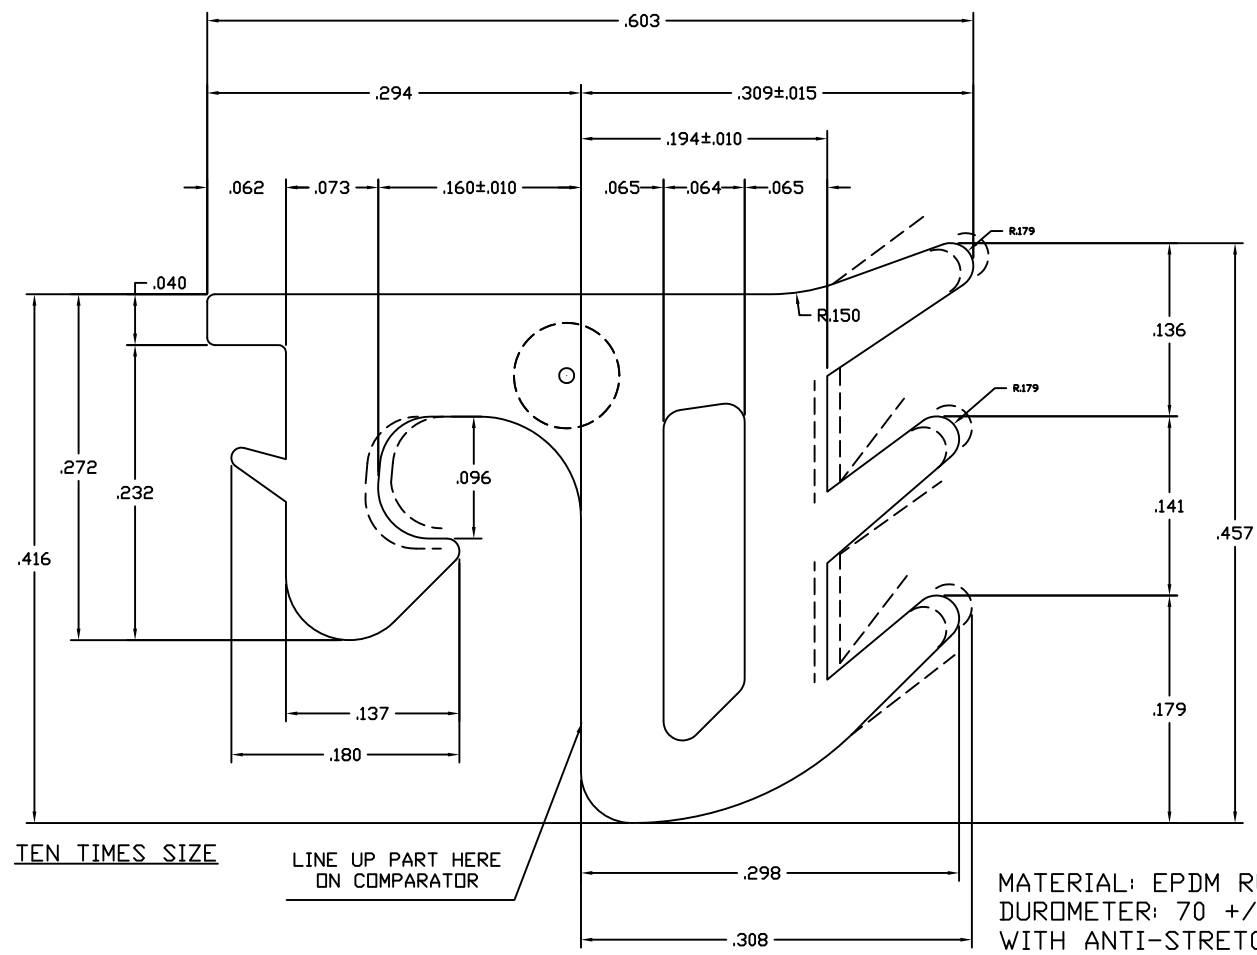 .603
.294
.309±.015
.194±.010
.062
.073
.160±.010
.065
.064
.065
R.179
.040
R.150
.136
R.179
.272
.232
.096
.141
.416
.457
.137
.179
.180
TEN TIMES SIZE
LINE UP PART HERE
ON COMPARATOR
.298
.308
MATERIAL: EPDM
DUROMETER: 70 +/
WITH ANTI-STRETC